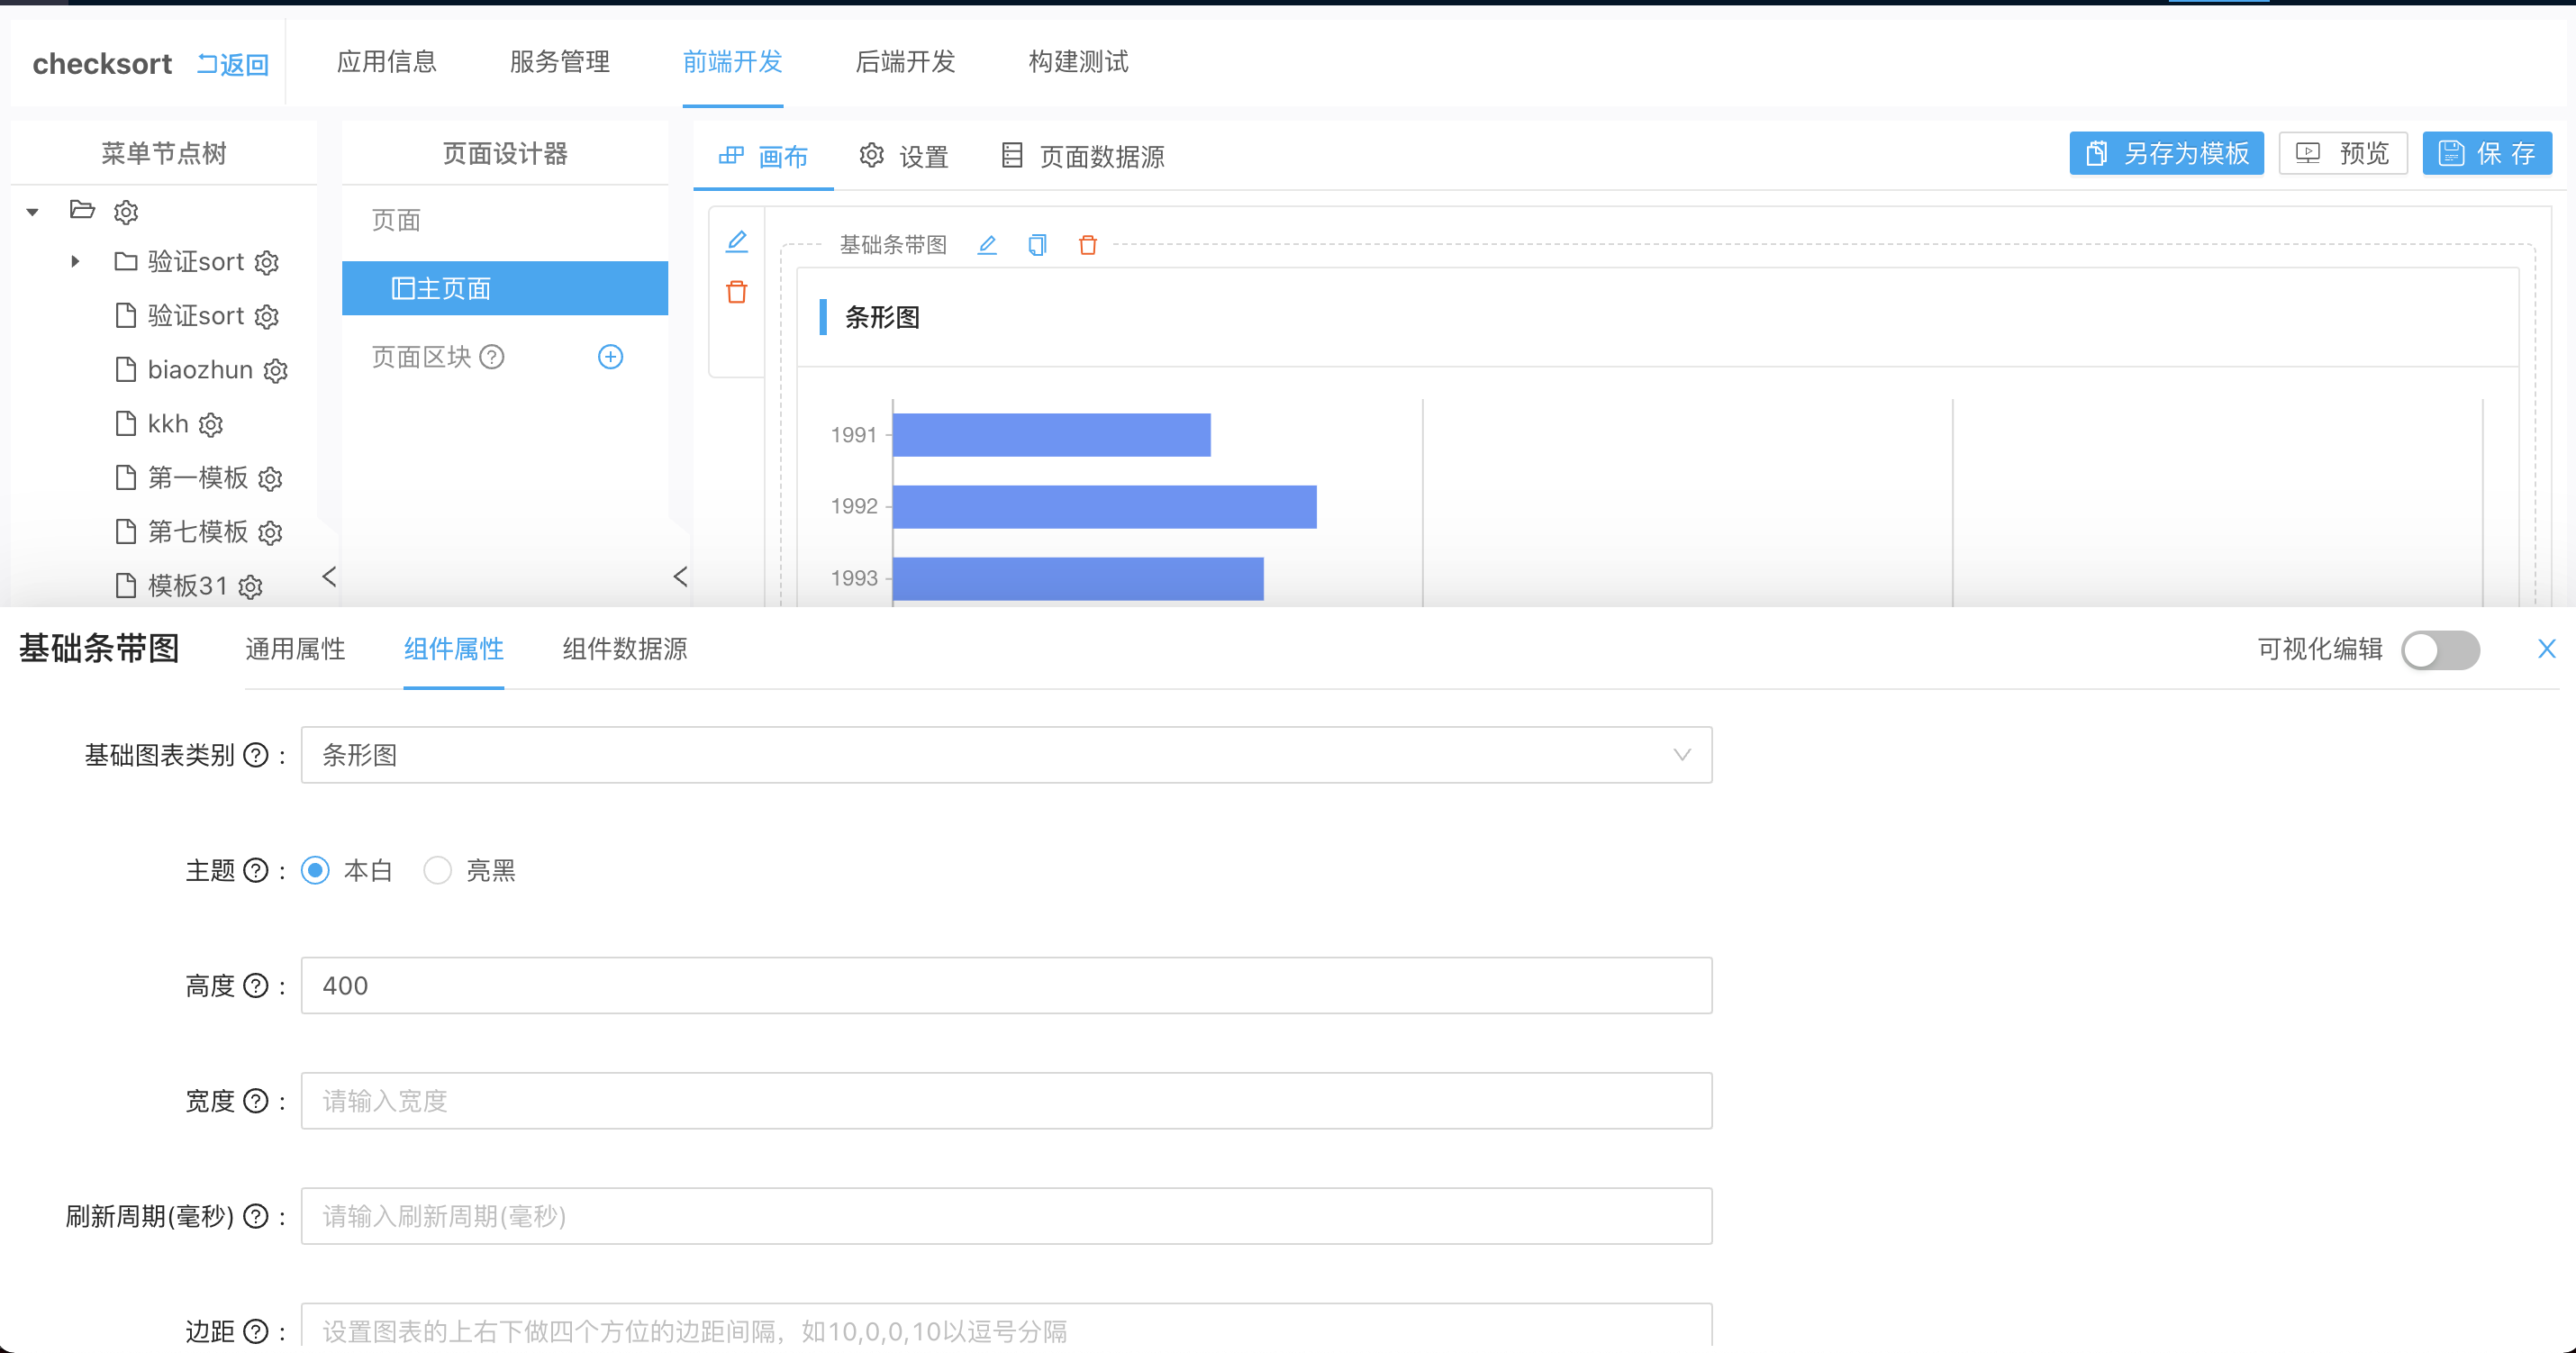 checksort 返回 应用信息 服务管理 前端开发 后端开发 构建测试
菜单节点树
验证sort
验证sort
biaozhun
kkh
第一模板
第七模板
模板31
页面设计器
页面
主页面
页面区块
画布 设置 页面数据源 另存为模板 预览 保 存
基础条带图
条形图
1991
1992
1993
基础条带图 通用属性 组件属性 组件数据源 可视化编辑
基础图表类别 : 条形图
主题 : 本白 亮黑
高度 : 400
宽度 : 请输入宽度
刷新周期(毫秒) : 请输入刷新周期(毫秒)
边距 : 设置图表的上右下做四个方位的边距间隔，如10,0,0,10以逗号分隔